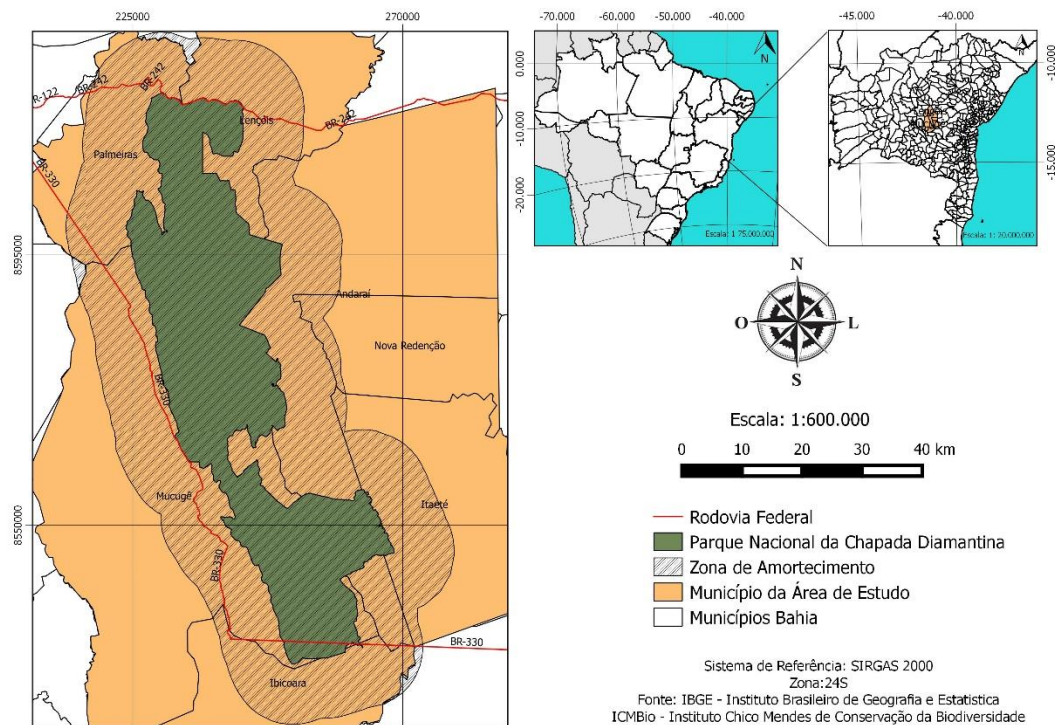 225000
270000
8595000
8550000
R-122
BR-242
BR-242
BR-242
Lençóis
Palmeiras
BR-330
Andaraí
Nova Redenção
BR-330
Mucugê
Itaetê
BR-330
BR-330
Ibicoara
-70.000
-60.000
-50.000
-40.000
0.000
-10.000
-20.000
N
Escala: 1 75.000.000
-45.000
-40.000
-10.000
-15.000
N
Escala: 1: 20.000.000
N
O
L
S
Escala: 1:600.000
0 10 20 30 40 km
Rodovia Federal
Parque Nacional da Chapada Diamantina
Zona de Amortecimento
Município da Área de Estudo
Municípios Bahia
Sistema de Referência: SIRGAS 2000
Zona:24S
Fonte: IBGE - Instituto Brasileiro de Geografia e Estatistica
ICMBio - Instituto Chico Mendes de Conservação da Biodiversidade